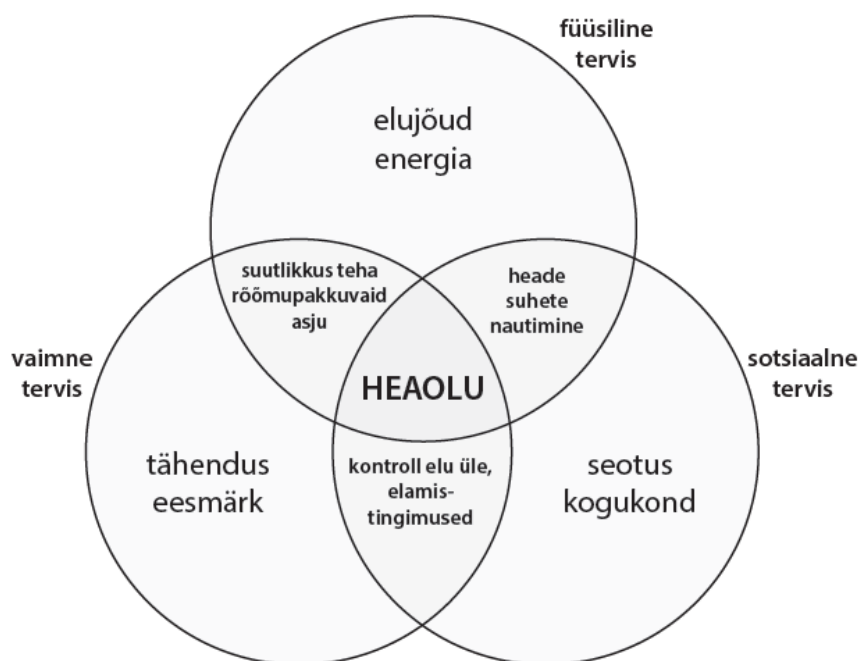 füüsiline
tervis
elujõud
energia
suutlikkus teha
rõõmupakkuvaid
asju
heade
suhete
nautimine
vaimne
tervis
HEAOLU
sotsiaalne
tervis
tähendus
eesmärk
kontroll elu üle,
elamis-
tingimused
seotus
kogukond